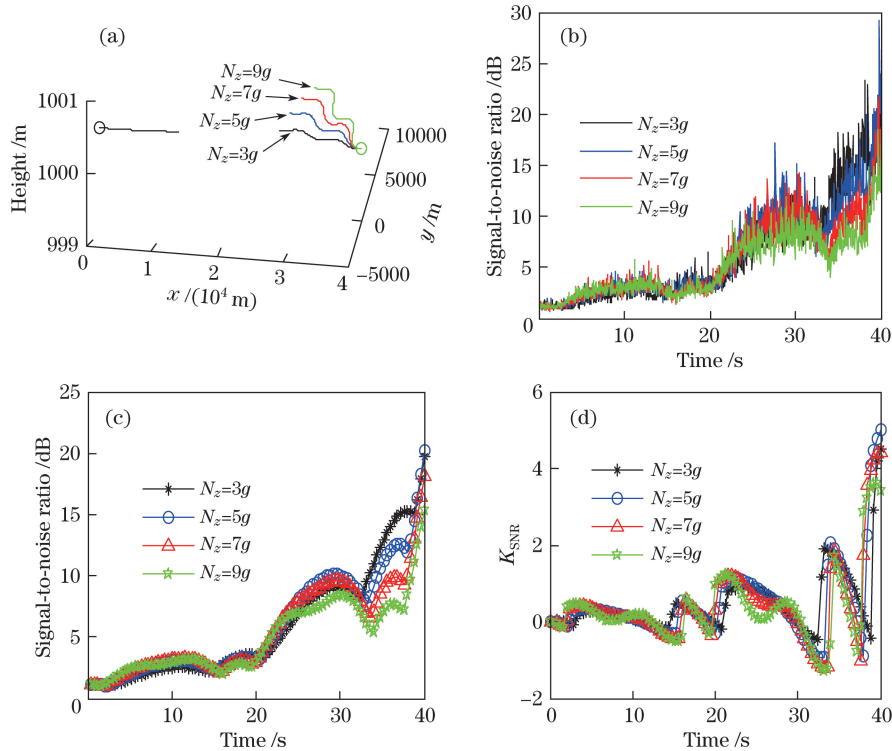 (a)
N_z=9g
N_z=7g
N_z=5g
N_z=3g
1001
1000
999
Height /m
0
1
2
3
4
x /(10⁴ m)
10000
5000
0
−5000
y /m
(b)
30
25
20
15
10
5
0
Signal-to-noise ratio /dB
N_z=3g
N_z=5g
N_z=7g
N_z=9g
10
20
30
40
Time /s
(c)
25
20
15
10
5
0
Signal-to-noise ratio /dB
N_z=3g
N_z=5g
N_z=7g
N_z=9g
10
20
30
40
Time /s
(d)
6
4
2
0
−2
K_SNR
N_z=3g
N_z=5g
N_z=7g
N_z=9g
0
10
20
30
40
Time /s